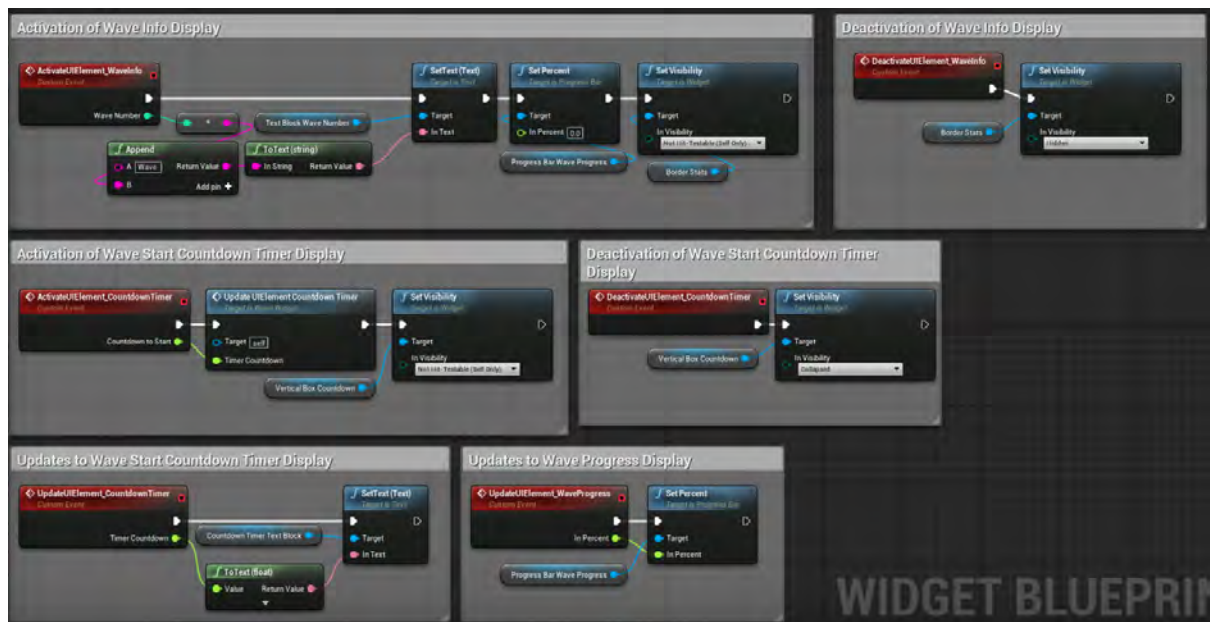 Activation of Wave Info Display
ActivateUIElement_WaveInfo
Custom Event
Wave Number
Text Block Wave Number
Append
A Wave Return Value
B Add pin +
ToText (string)
In String Return Value
SetText (Text)
Target is Text
Target
In Text
Set Percent
Target is Progress Bar
Target
In Percent 0.0
Progress Bar Wave Progress
Set Visibility
Target is Widget
Target
In Visibility
Not Hit-Testable (Self Only)
Border Stats
Deactivation of Wave Info Display
DeactivateUIElement_WaveInfo
Custom Event
Border Stats
Set Visibility
Target is Widget
Target
In Visibility
Hidden
Activation of Wave Start Countdown Timer Display
ActivateUIElement_CountdownTimer
Custom Event
Countdown to Start
Update UIElement Countdown Timer
Target self
Timer Countdown
Vertical Box Countdown
Set Visibility
Target is Widget
Target
In Visibility
Not Hit-Testable (Self Only)
Deactivation of Wave Start Countdown Timer
Display
DeactivateUIElement_CountdownTimer
Custom Event
Vertical Box Countdown
Set Visibility
Target is Widget
Target
In Visibility
Collapsed
Updates to Wave Start Countdown Timer Display
UpdateUIElement_CountdownTimer
Custom Event
Timer Countdown
Countdown Timer Text Block
ToText (float)
Value Return Value
SetText (Text)
Target is Text
Target
In Text
Updates to Wave Progress Display
UpdateUIElement_WaveProgress
Custom Event
In Percent
Progress Bar Wave Progress
Set Percent
Target is Progress Bar
Target
In Percent
WIDGET BLUEPRIN